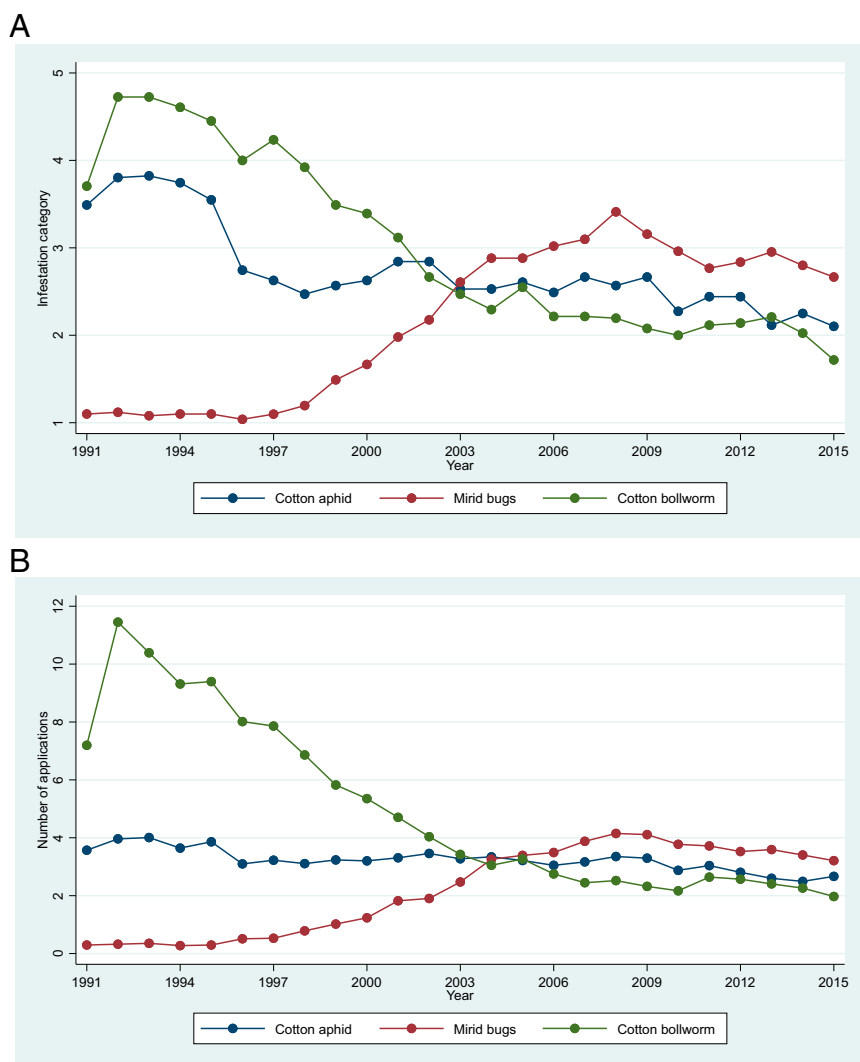 A
Infestation category
5
4
3
2
1
1991 1994 1997 2000 2003 2006 2009 2012 2015
Year
Cotton aphid Mirid bugs Cotton bollworm
B
Number of applications
12
10
8
6
4
2
0
1991 1994 1997 2000 2003 2006 2009 2012 2015
Year
Cotton aphid Mirid bugs Cotton bollworm